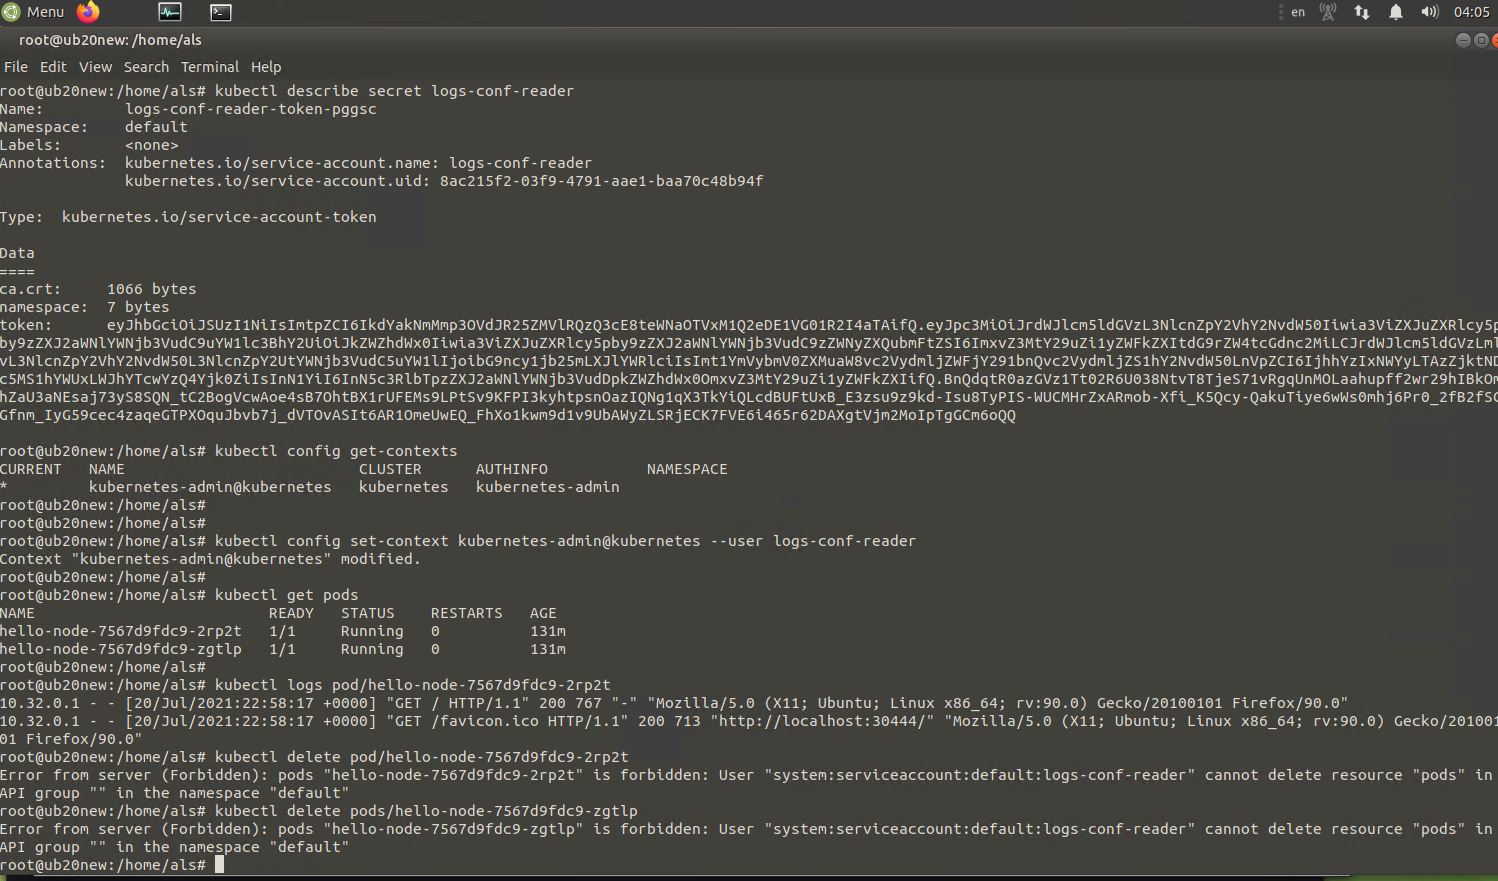 Menu
en
04:05
root@ub20new: /home/als
File Edit View Search Terminal Help
root@ub20new:/home/als# kubectl describe secret logs-conf-reader
Name: logs-conf-reader-token-pggsc
Namespace: default
Labels: <none>
Annotations: kubernetes.io/service-account.name: logs-conf-reader
kubernetes.io/service-account.uid: 8ac215f2-03f9-4791-aae1-baa70c48b94f
Type: kubernetes.io/service-account-token
Data
====
ca.crt: 1066 bytes
namespace: 7 bytes
token:
root@ub20new:/home/als# kubectl config get-contexts
CURRENT NAME CLUSTER AUTHINFO NAMESPACE
* kubernetes-admin@kubernetes kubernetes kubernetes-admin
root@ub20new:/home/als#
root@ub20new:/home/als#
root@ub20new:/home/als# kubectl config set-context kubernetes-admin@kubernetes --user logs-conf-reader
Context "kubernetes-admin@kubernetes" modified.
root@ub20new:/home/als#
root@ub20new:/home/als# kubectl get pods
NAME READY STATUS RESTARTS AGE
hello-node-7567d9fdc9-2rp2t 1/1 Running 0 131m
hello-node-7567d9fdc9-zgtlp 1/1 Running 0 131m
root@ub20new:/home/als#
root@ub20new:/home/als# kubectl logs pod/hello-node-7567d9fdc9-2rp2t
10.32.0.1 - - [20/Jul/2021:22:58:17 +0000] "GET / HTTP/1.1" 200 767 "-" "Mozilla/5.0 (X11; Ubuntu; Linux x86_64; rv:90.0) Gecko/20100101 Firefox/90.0"
10.32.0.1 - - [20/Jul/2021:22:58:17 +0000] "GET /favicon.ico HTTP/1.1" 200 713 "http://localhost:30444/" "Mozilla/5.0 (X11; Ubuntu; Linux x86_64; rv:90.0) Gecko/201001
01 Firefox/90.0"
root@ub20new:/home/als# kubectl delete pod/hello-node-7567d9fdc9-2rp2t
Error from server (Forbidden): pods "hello-node-7567d9fdc9-2rp2t" is forbidden: User "system:serviceaccount:default:logs-conf-reader" cannot delete resource "pods" in
API group "" in the namespace "default"
root@ub20new:/home/als# kubectl delete pods/hello-node-7567d9fdc9-zgtlp
Error from server (Forbidden): pods "hello-node-7567d9fdc9-zgtlp" is forbidden: User "system:serviceaccount:default:logs-conf-reader" cannot delete resource "pods" in
API group "" in the namespace "default"
root@ub20new:/home/als#